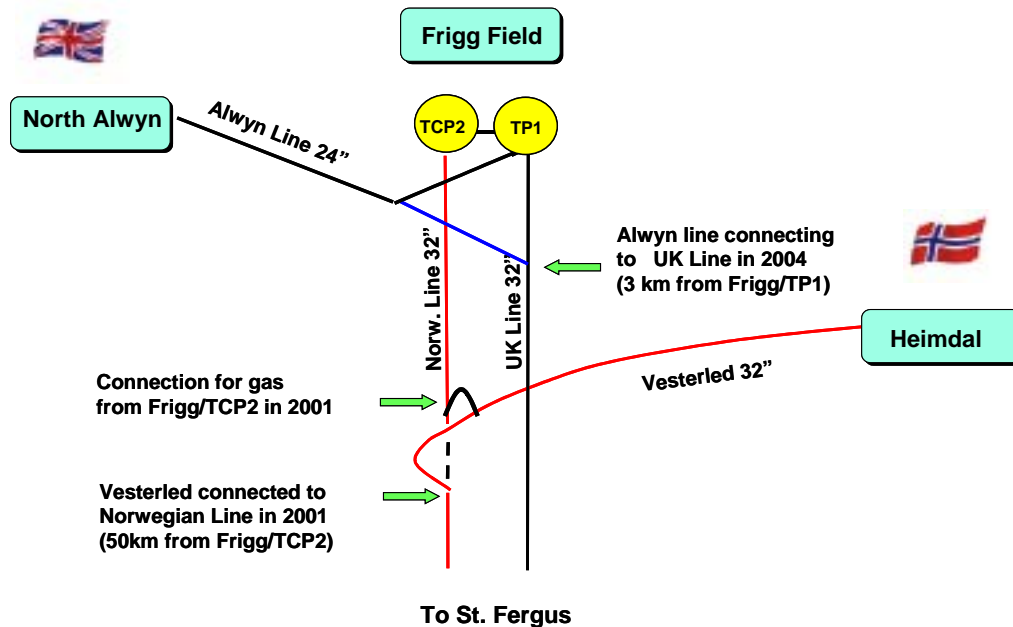 Frigg Field
North Alwyn
Alwyn Line 24”
TCP2
TP1
Norw. Line 32”
UK Line 32”
Alwyn line connecting
to UK Line in 2004
(3 km from Frigg/TP1)
Heimdal
Vesterled 32”
Connection for gas
from Frigg/TCP2 in 2001
Vesterled connected to
Norwegian Line in 2001
(50km from Frigg/TCP2)
To St. Fergus